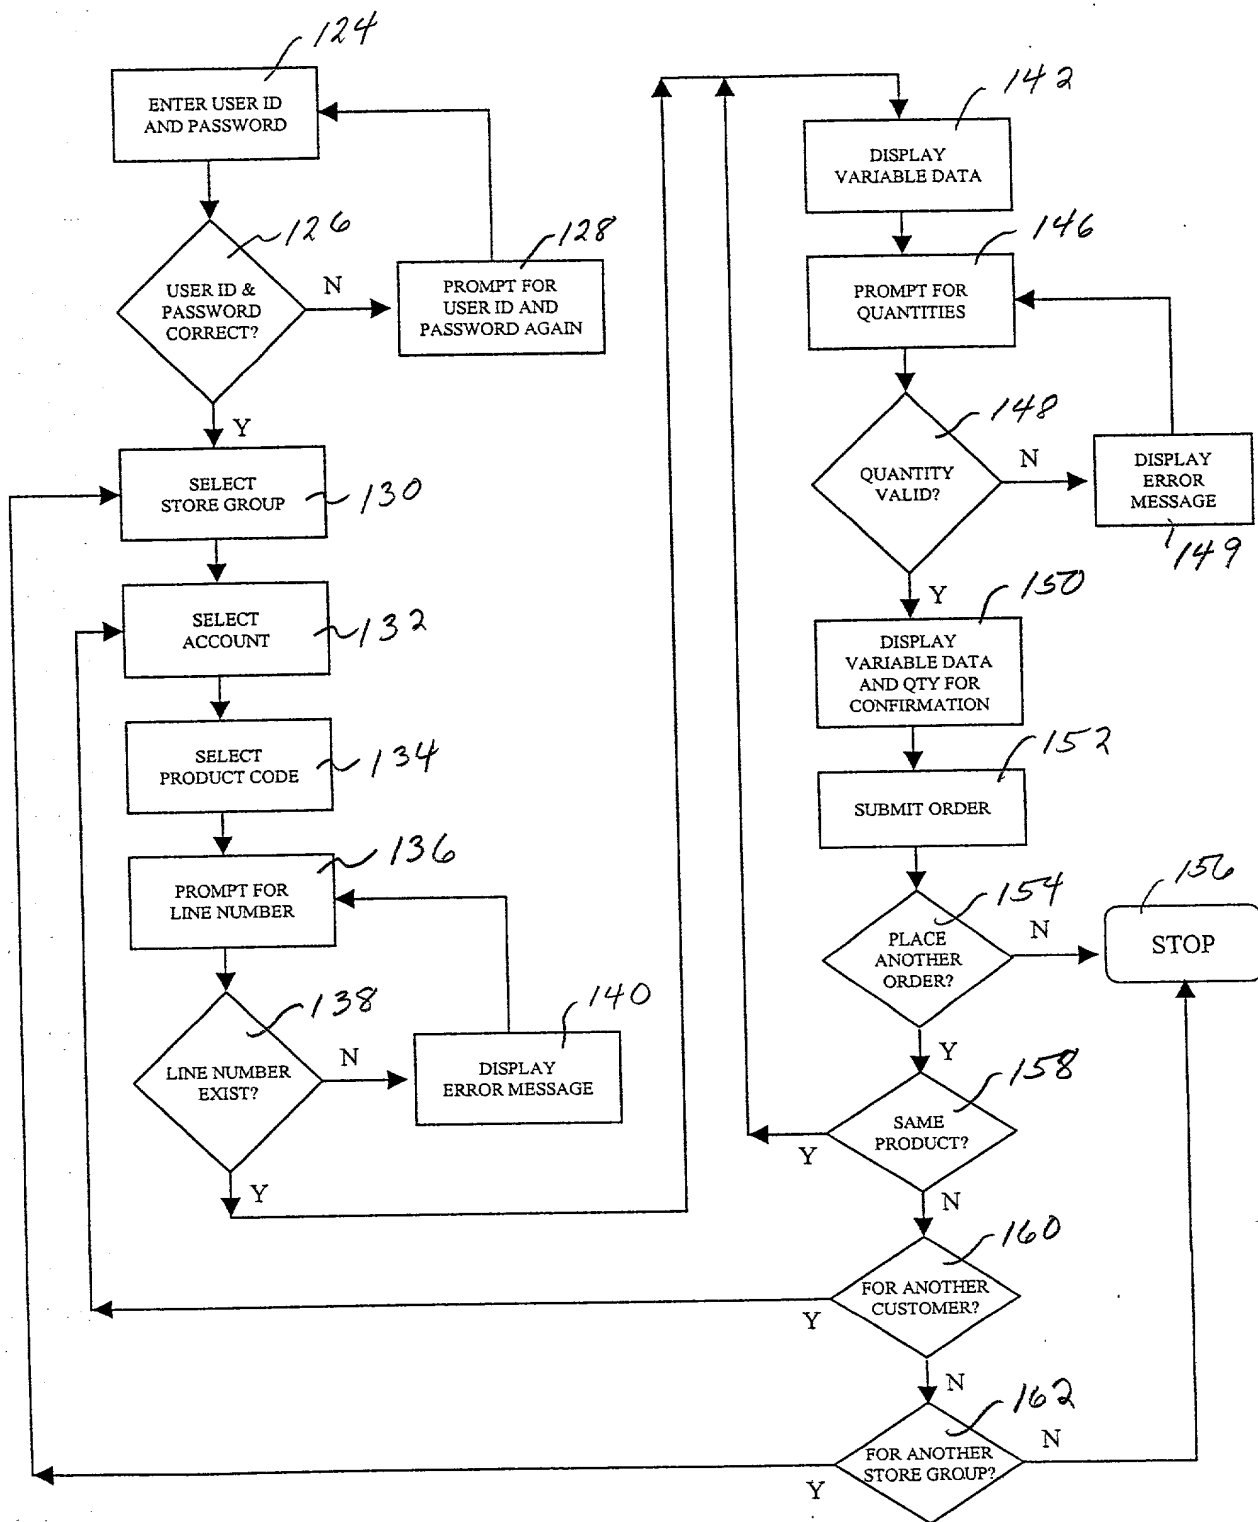 124
ENTER USER ID
AND PASSWORD
126
USER ID &
PASSWORD
CORRECT?
N
128
PROMPT FOR
USER ID AND
PASSWORD AGAIN
Y
SELECT
STORE GROUP
130
SELECT
ACCOUNT
132
SELECT
PRODUCT CODE
134
136
PROMPT FOR
LINE NUMBER
138
LINE NUMBER
EXIST?
N
140
DISPLAY
ERROR MESSAGE
Y
142
DISPLAY
VARIABLE DATA
146
PROMPT FOR
QUANTITIES
148
QUANTITY
VALID?
N
DISPLAY
ERROR
MESSAGE
149
Y
150
DISPLAY
VARIABLE DATA
AND QTY FOR
CONFIRMATION
152
SUBMIT ORDER
154
PLACE
ANOTHER
ORDER?
N
156
STOP
Y
158
SAME
PRODUCT?
Y
N
160
FOR ANOTHER
CUSTOMER?
Y
N
162
FOR ANOTHER
STORE GROUP?
N
Y